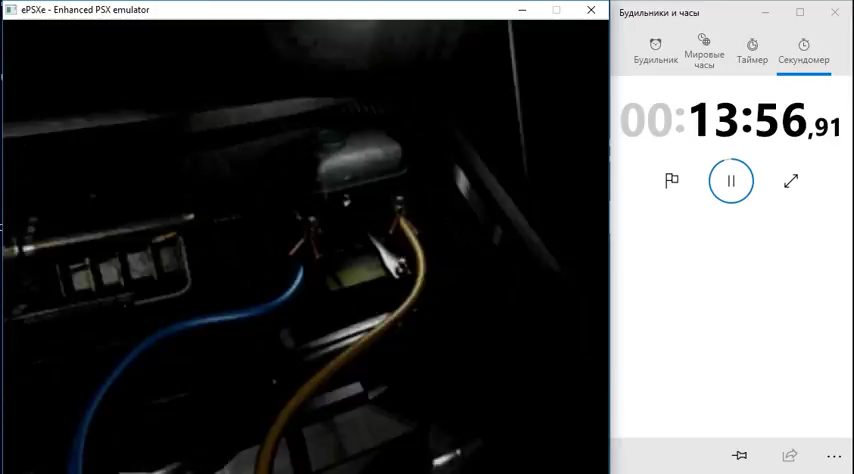 ePSXe - Enhanced PSX emulator
Будильники и часы
Будильник
Мировые
часы
Таймер
Секундомер
00:13:56,91